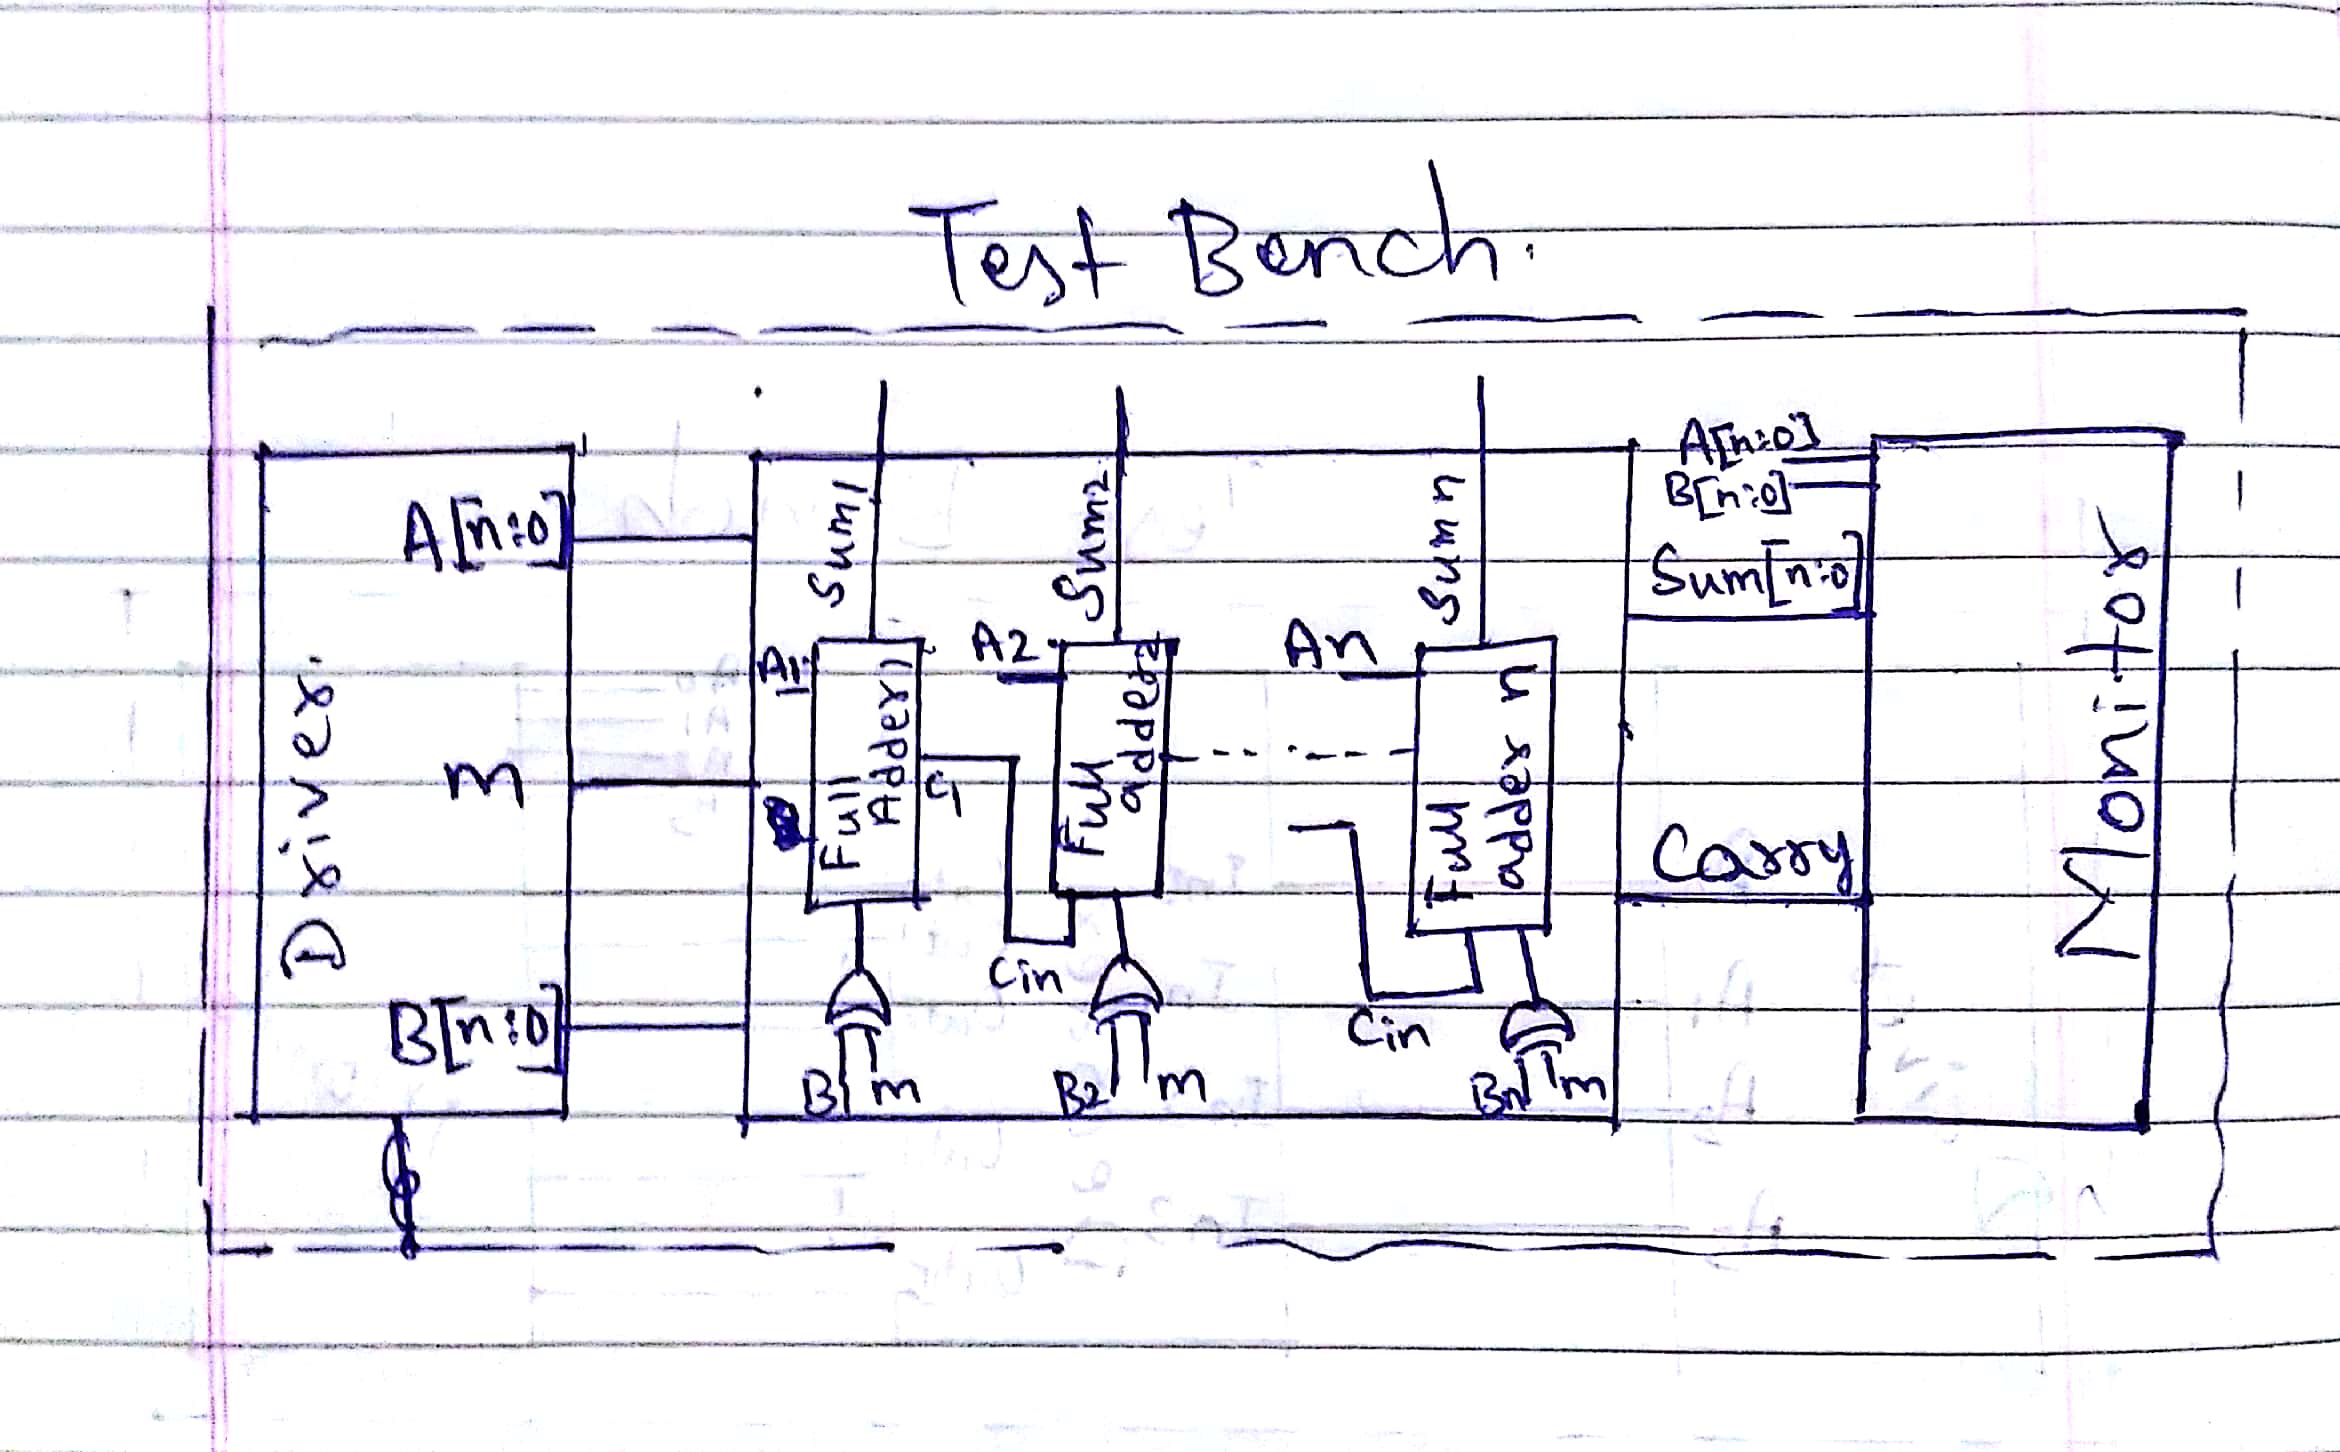 Test Bench.
Driver.
A[n:0]
m
B[n:0]
Sum1
A1
Full Adder1
C1
B1 m
Sum2
A2
Full adder2
Cin
B2 m
Sum n
An
Full adder n
Cin
Bn m
A[n:0]
B[n:0]
Sum[n:0]
Carry
Monitor